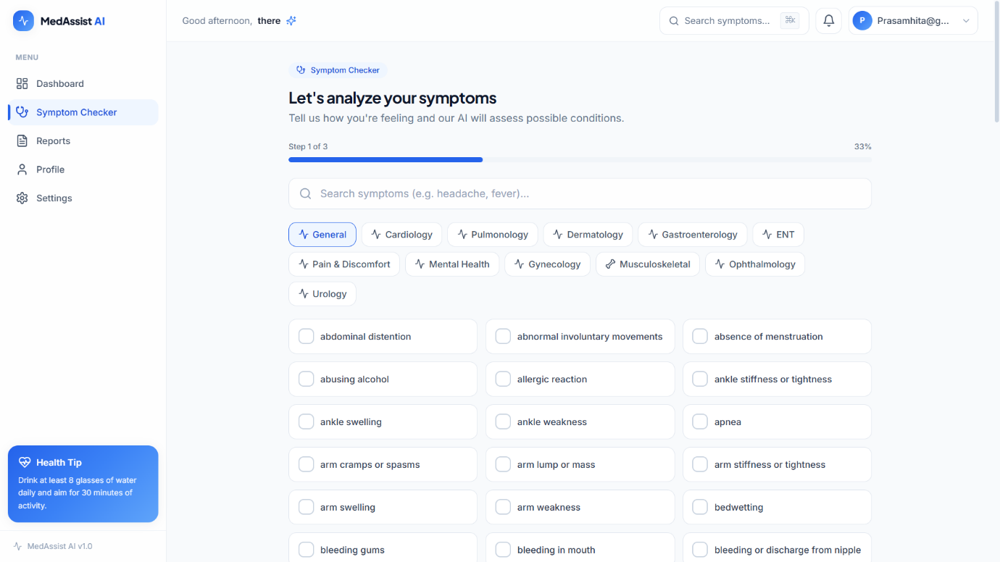 MedAssist AI
Good afternoon, there
Search symptoms...
⌘K
P
Prasamhita@g...
MENU
Dashboard
Symptom Checker
Reports
Profile
Settings
Symptom Checker
Let's analyze your symptoms
Tell us how you're feeling and our AI will assess possible conditions.
Step 1 of 3
33%
Search symptoms (e.g. headache, fever)...
General
Cardiology
Pulmonology
Dermatology
Gastroenterology
ENT
Pain & Discomfort
Mental Health
Gynecology
Musculoskeletal
Ophthalmology
Urology
abdominal distention
abnormal involuntary movements
absence of menstruation
abusing alcohol
allergic reaction
ankle stiffness or tightness
ankle swelling
ankle weakness
apnea
arm cramps or spasms
arm lump or mass
arm stiffness or tightness
arm swelling
arm weakness
bedwetting
bleeding gums
bleeding in mouth
bleeding or discharge from nipple
Health Tip
Drink at least 8 glasses of water
daily and aim for 30 minutes of
activity.
MedAssist AI v1.0